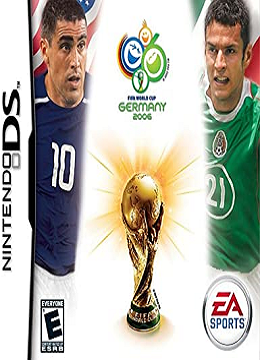 NINTENDO DS
FIFA WORLD CUP
GERMANY
2006
10
21
EVERYONE
E
ESRB
EA
SPORTS